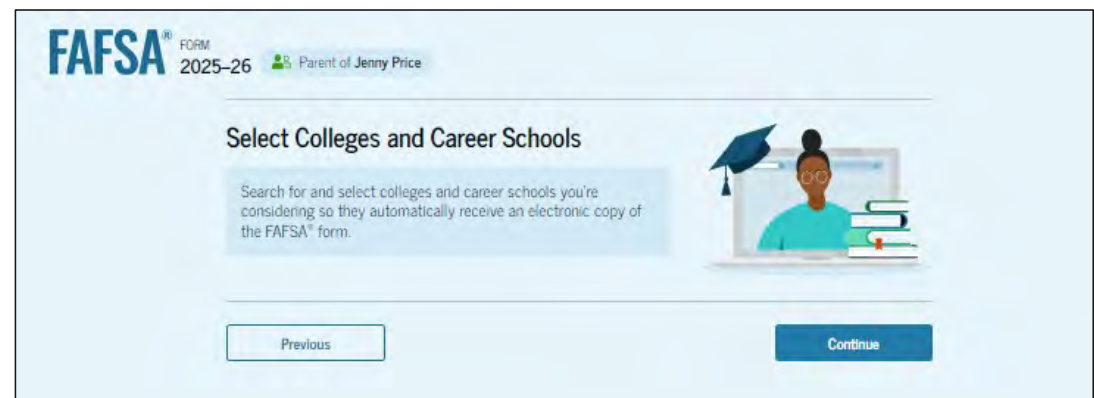 FAFSA® FORM
2025–26 Parent of Jenny Price
Select Colleges and Career Schools
Search for and select colleges and career schools you're
considering so they automatically receive an electronic copy of
the FAFSA® form.
Previous
Continue